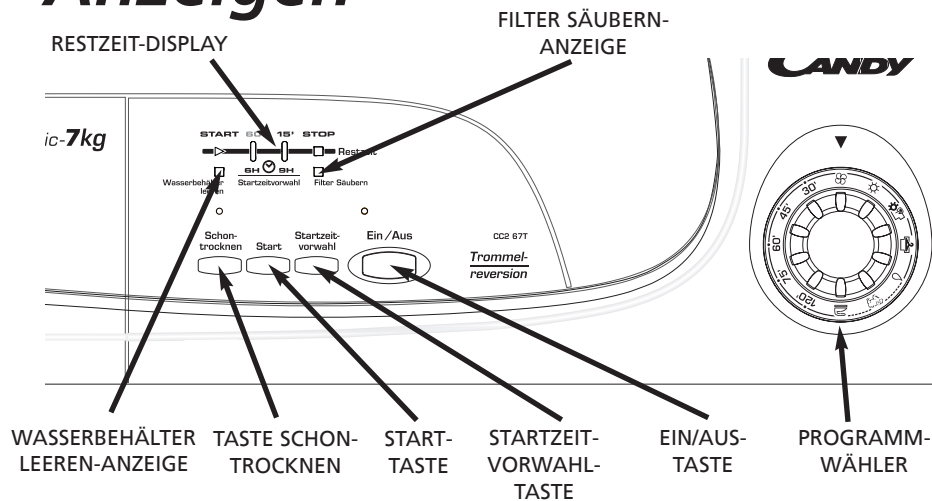 Anzeigen
FILTER SÄUBERN-
ANZEIGE
RESTZEIT-DISPLAY
CANDY
ic-7kg
START 60' 15' STOP
Restzeit
6H 9H
Wasserbehälter
leeren
Startzeitvorwahl
Filter Säubern
Schon-
trocknen
Start
Startzeit-
vorwahl
Ein/Aus
CC2 67T
Trommel-
reversion
30'
45'
60'
75'
120'
WASSERBEHÄLTER
LEEREN-ANZEIGE
TASTE SCHON-
TROCKNEN
START-
TASTE
STARTZEIT-
VORWAHL-
TASTE
EIN/AUS-
TASTE
PROGRAMM-
WÄHLER